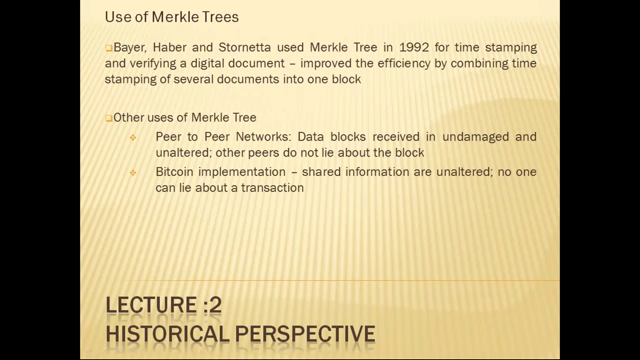 Use of Merkle Trees
Bayer, Haber and Stornetta used Merkle Tree in 1992 for time stamping
and verifying a digital document – improved the efficiency by combining time
stamping of several documents into one block
Other uses of Merkle Tree
Peer to Peer Networks: Data blocks received in undamaged and
unaltered; other peers do not lie about the block
Bitcoin implementation – shared information are unaltered; no one
can lie about a transaction
LECTURE :2
HISTORICAL PERSPECTIVE